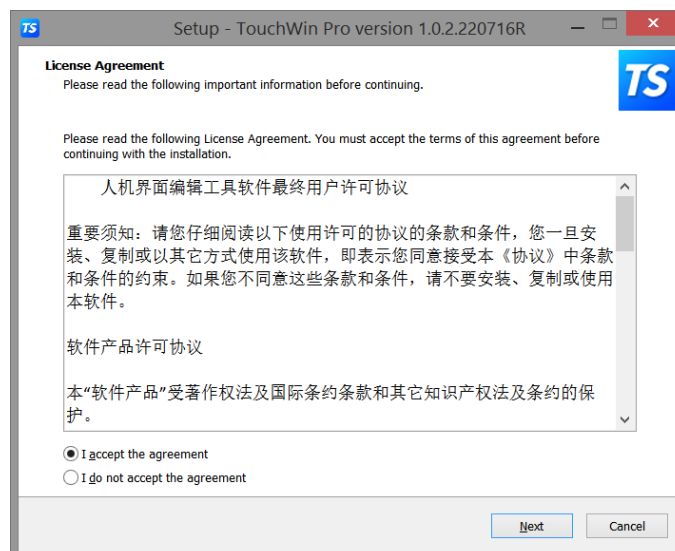 TS
Setup - TouchWin Pro version 1.0.2.220716R
License Agreement
Please read the following important information before continuing.
TS
Please read the following License Agreement. You must accept the terms of this agreement before
continuing with the installation.
人机界面编辑工具软件最终用户许可协议
重要须知：请您仔细阅读以下使用许可的协议的条款和条件，您一旦安
装、复制或以其它方式使用该软件，即表示您同意接受本《协议》中条款
和条件的约束。如果您不同意这些条款和条件，请不要安装、复制或使用
本软件。
软件产品许可协议
本“软件产品”受著作权法及国际条约条款和其它知识产权法及条约的保
护。
I accept the agreement
I do not accept the agreement
Next
Cancel